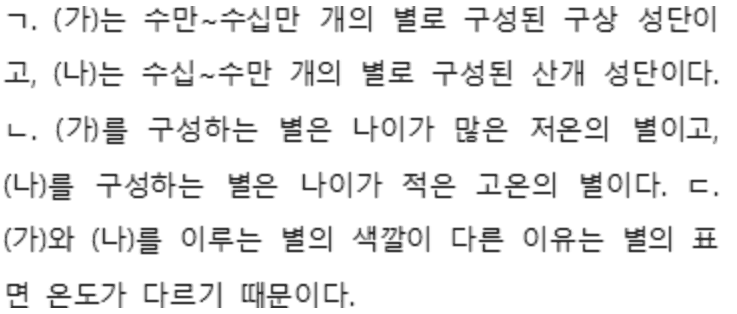 ㄱ. (가)는 수만~수십만 개의 별로 구성된 구상 성단이
고, (나)는 수십~수만 개의 별로 구성된 산개 성단이다.
ㄴ. (가)를 구성하는 별은 나이가 많은 저온의 별이고,
(나)를 구성하는 별은 나이가 적은 고온의 별이다. ㄷ.
(가)와 (나)를 이루는 별의 색깔이 다른 이유는 별의 표
면 온도가 다르기 때문이다.